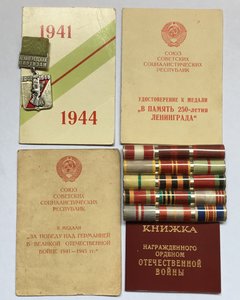 1941
1944
СОЮЗ
СОВЕТСКИХ
СОЦИАЛИСТИЧЕСКИХ
РЕСПУБЛИК
УДОСТОВЕРЕНИЕ К МЕДАЛИ
"В ПАМЯТЬ 250-летия
ЛЕНИНГРАДА"
СОЮЗ
СОВЕТСКИХ
СОЦИАЛИСТИЧЕСКИХ
РЕСПУБЛИК
К МЕДАЛИ
"ЗА ПОБЕДУ НАД ГЕРМАНИЕЙ
В ВЕЛИКОЙ ОТЕЧЕСТВЕННОЙ
ВОЙНЕ 1941—1945 гг."
КНИЖКА
НАГРАЖДЕННОГО
ОРДЕНОМ
ОТЕЧЕСТВЕННОЙ
ВОЙНЫ